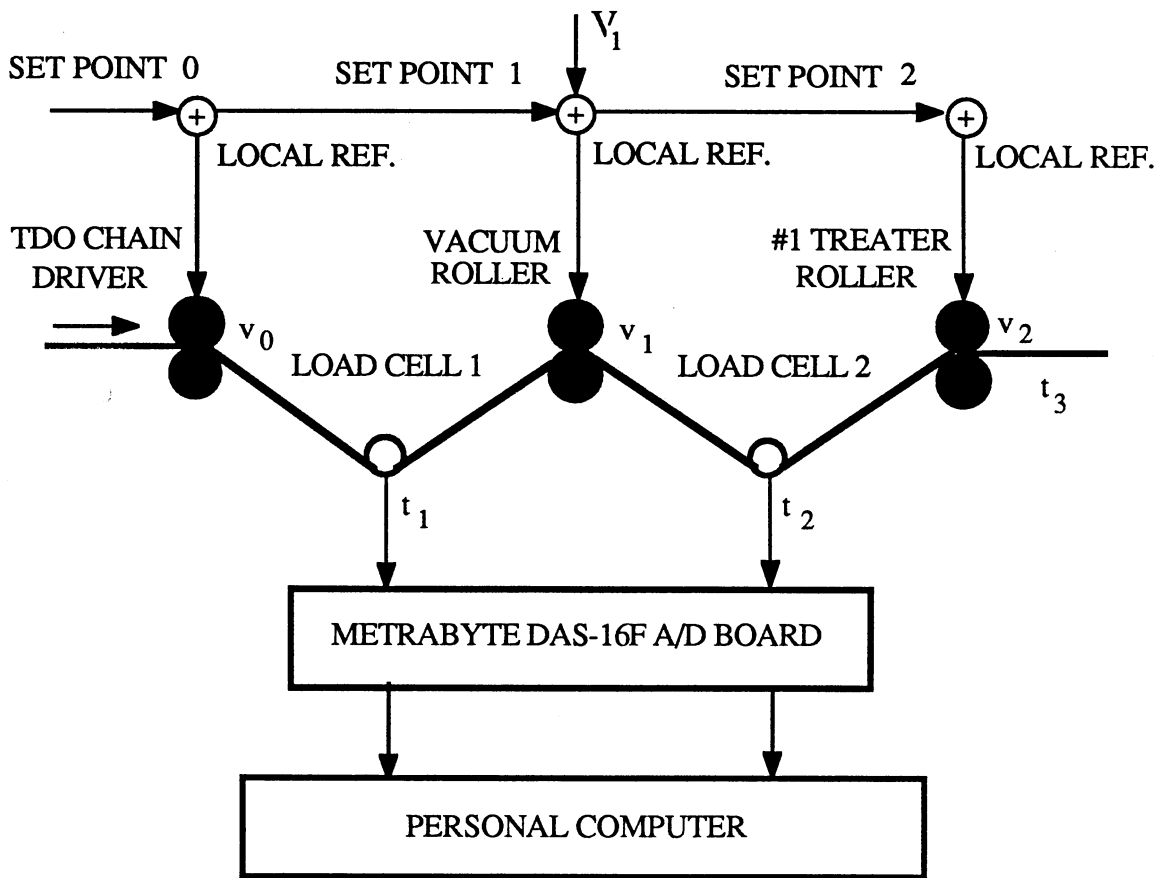 V₁
SET POINT 0
SET POINT 1
SET POINT 2
+
+
+
LOCAL REF.
LOCAL REF.
LOCAL REF.
TDO CHAIN
DRIVER
VACUUM
ROLLER
#1 TREATER
ROLLER
v₀
v₁
v₂
LOAD CELL 1
LOAD CELL 2
t₃
t₁
t₂
METRABYTE DAS-16F A/D BOARD
PERSONAL COMPUTER